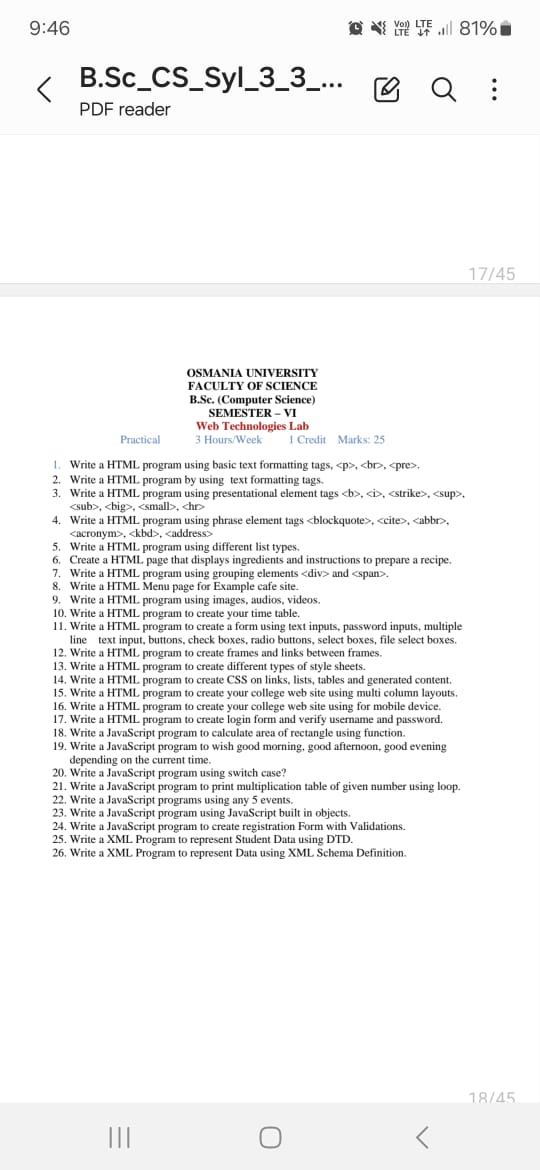 9:46
Vo)) LTE
LTE
81%
B.Sc_CS_Syl_3_3_...
PDF reader
17/45
OSMANIA UNIVERSITY
FACULTY OF SCIENCE
B.Sc. (Computer Science)
SEMESTER – VI
Web Technologies Lab
Practical 3 Hours/Week 1 Credit Marks: 25
1. Write a HTML program using basic text formatting tags, <p>, <br>, <pre>.
2. Write a HTML program by using text formatting tags.
3. Write a HTML program using presentational element tags <b>, <i>, <strike>, <sup>,
<sub>, <big>, <small>, <hr>
4. Write a HTML program using phrase element tags <blockquote>, <cite>, <abbr>,
<acronym>, <kbd>, <address>
5. Write a HTML program using different list types.
6. Create a HTML page that displays ingredients and instructions to prepare a recipe.
7. Write a HTML program using grouping elements <div> and <span>.
8. Write a HTML Menu page for Example cafe site.
9. Write a HTML program using images, audios, videos.
10. Write a HTML program to create your time table.
11. Write a HTML program to create a form using text inputs, password inputs, multiple
line text input, buttons, check boxes, radio buttons, select boxes, file select boxes.
12. Write a HTML program to create frames and links between frames.
13. Write a HTML program to create different types of style sheets.
14. Write a HTML program to create CSS on links, lists, tables and generated content.
15. Write a HTML program to create your college web site using multi column layouts.
16. Write a HTML program to create your college web site using for mobile device.
17. Write a HTML program to create login form and verify username and password.
18. Write a JavaScript program to calculate area of rectangle using function.
19. Write a JavaScript program to wish good morning, good afternoon, good evening
depending on the current time.
20. Write a JavaScript program using switch case?
21. Write a JavaScript program to print multiplication table of given number using loop.
22. Write a JavaScript programs using any 5 events.
23. Write a JavaScript program using JavaScript built in objects.
24. Write a JavaScript program to create registration Form with Validations.
25. Write a XML Program to represent Student Data using DTD.
26. Write a XML Program to represent Data using XML Schema Definition.
18/45